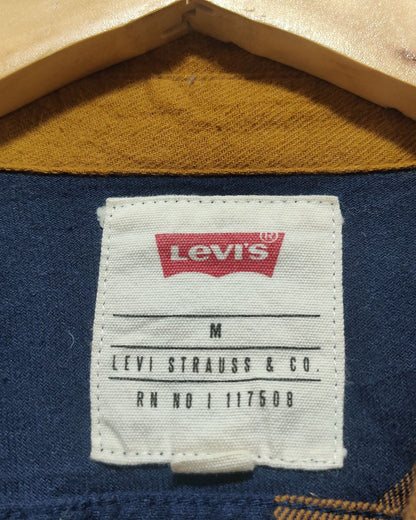 Levi's®
M
LEVI STRAUSS & CO.
RN NO | 117508